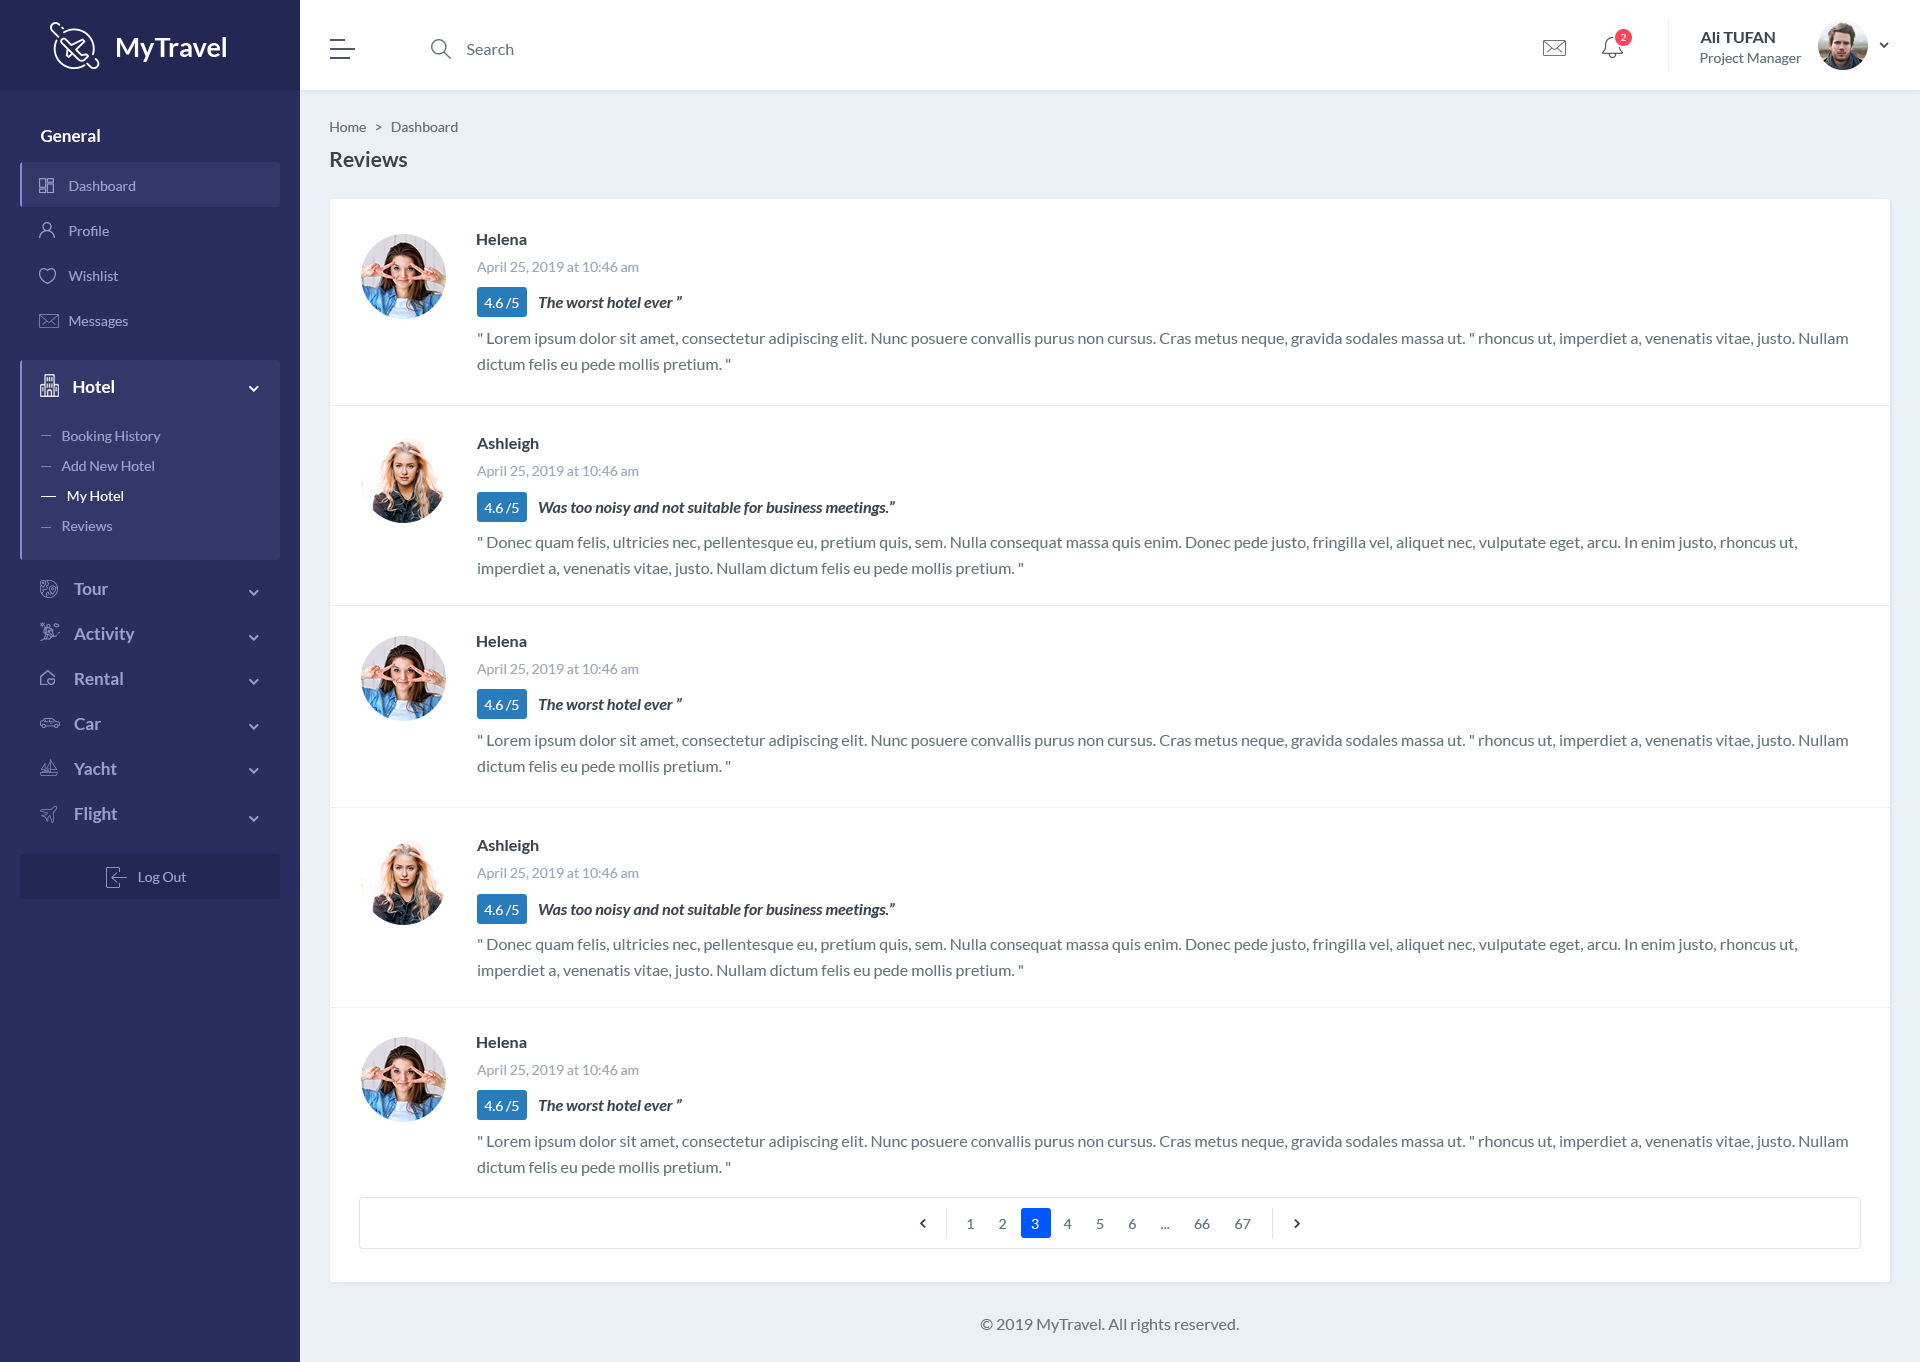 MyTravel
Search
2
Ali TUFAN
Project Manager
General
Dashboard
Profile
Wishlist
Messages
Hotel
Booking History
Add New Hotel
My Hotel
Reviews
Tour
Activity
Rental
Car
Yacht
Flight
Log Out
Home > Dashboard
Reviews
Helena
April 25, 2019 at 10:46 am
4.6 /5 The worst hotel ever ”
" Lorem ipsum dolor sit amet, consectetur adipiscing elit. Nunc posuere convallis purus non cursus. Cras metus neque, gravida sodales massa ut. " rhoncus ut, imperdiet a, venenatis vitae, justo. Nullam
dictum felis eu pede mollis pretium. "
Ashleigh
April 25, 2019 at 10:46 am
4.6 /5 Was too noisy and not suitable for business meetings.”
" Donec quam felis, ultricies nec, pellentesque eu, pretium quis, sem. Nulla consequat massa quis enim. Donec pede justo, fringilla vel, aliquet nec, vulputate eget, arcu. In enim justo, rhoncus ut,
imperdiet a, venenatis vitae, justo. Nullam dictum felis eu pede mollis pretium. "
Helena
April 25, 2019 at 10:46 am
4.6 /5 The worst hotel ever ”
" Lorem ipsum dolor sit amet, consectetur adipiscing elit. Nunc posuere convallis purus non cursus. Cras metus neque, gravida sodales massa ut. " rhoncus ut, imperdiet a, venenatis vitae, justo. Nullam
dictum felis eu pede mollis pretium. "
Ashleigh
April 25, 2019 at 10:46 am
4.6 /5 Was too noisy and not suitable for business meetings.”
" Donec quam felis, ultricies nec, pellentesque eu, pretium quis, sem. Nulla consequat massa quis enim. Donec pede justo, fringilla vel, aliquet nec, vulputate eget, arcu. In enim justo, rhoncus ut,
imperdiet a, venenatis vitae, justo. Nullam dictum felis eu pede mollis pretium. "
Helena
April 25, 2019 at 10:46 am
4.6 /5 The worst hotel ever ”
" Lorem ipsum dolor sit amet, consectetur adipiscing elit. Nunc posuere convallis purus non cursus. Cras metus neque, gravida sodales massa ut. " rhoncus ut, imperdiet a, venenatis vitae, justo. Nullam
dictum felis eu pede mollis pretium. "
1 2 3 4 5 6 ... 66 67
© 2019 MyTravel. All rights reserved.